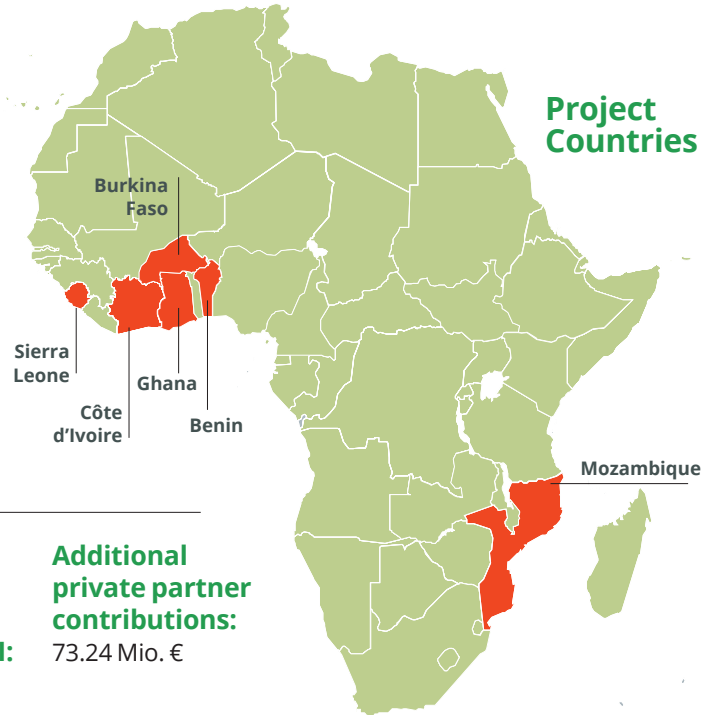 Project
Countries
Burkina
Faso
Sierra
Leone
Côte
d’Ivoire
Ghana
Benin
Mozambique
Additional
private partner
contributions:
73.24 Mio. €